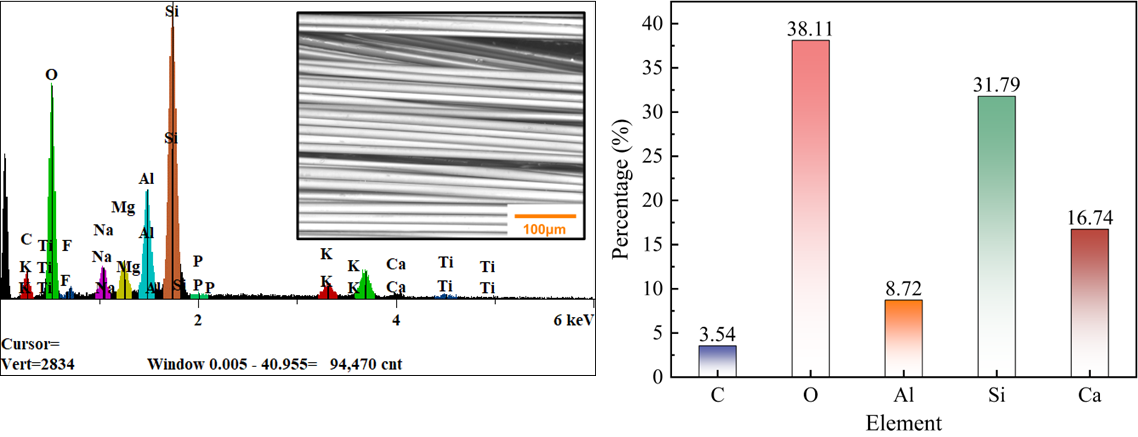 Si
O
Si
Al
Mg
C Ti F Na Al
K Ti F Na Mg P K K Ca Ti Ti
K Ti Na Al S P P K K Ca Ti Ti
2 4 6 keV
Cursor=
Vert=2834 Window 0.005 - 40.955= 94,470 cnt
100μm
Percentage (%)
40
35
30
25
20
15
10
5
0
3.54
38.11
8.72
31.79
16.74
C O Al Si Ca
Element